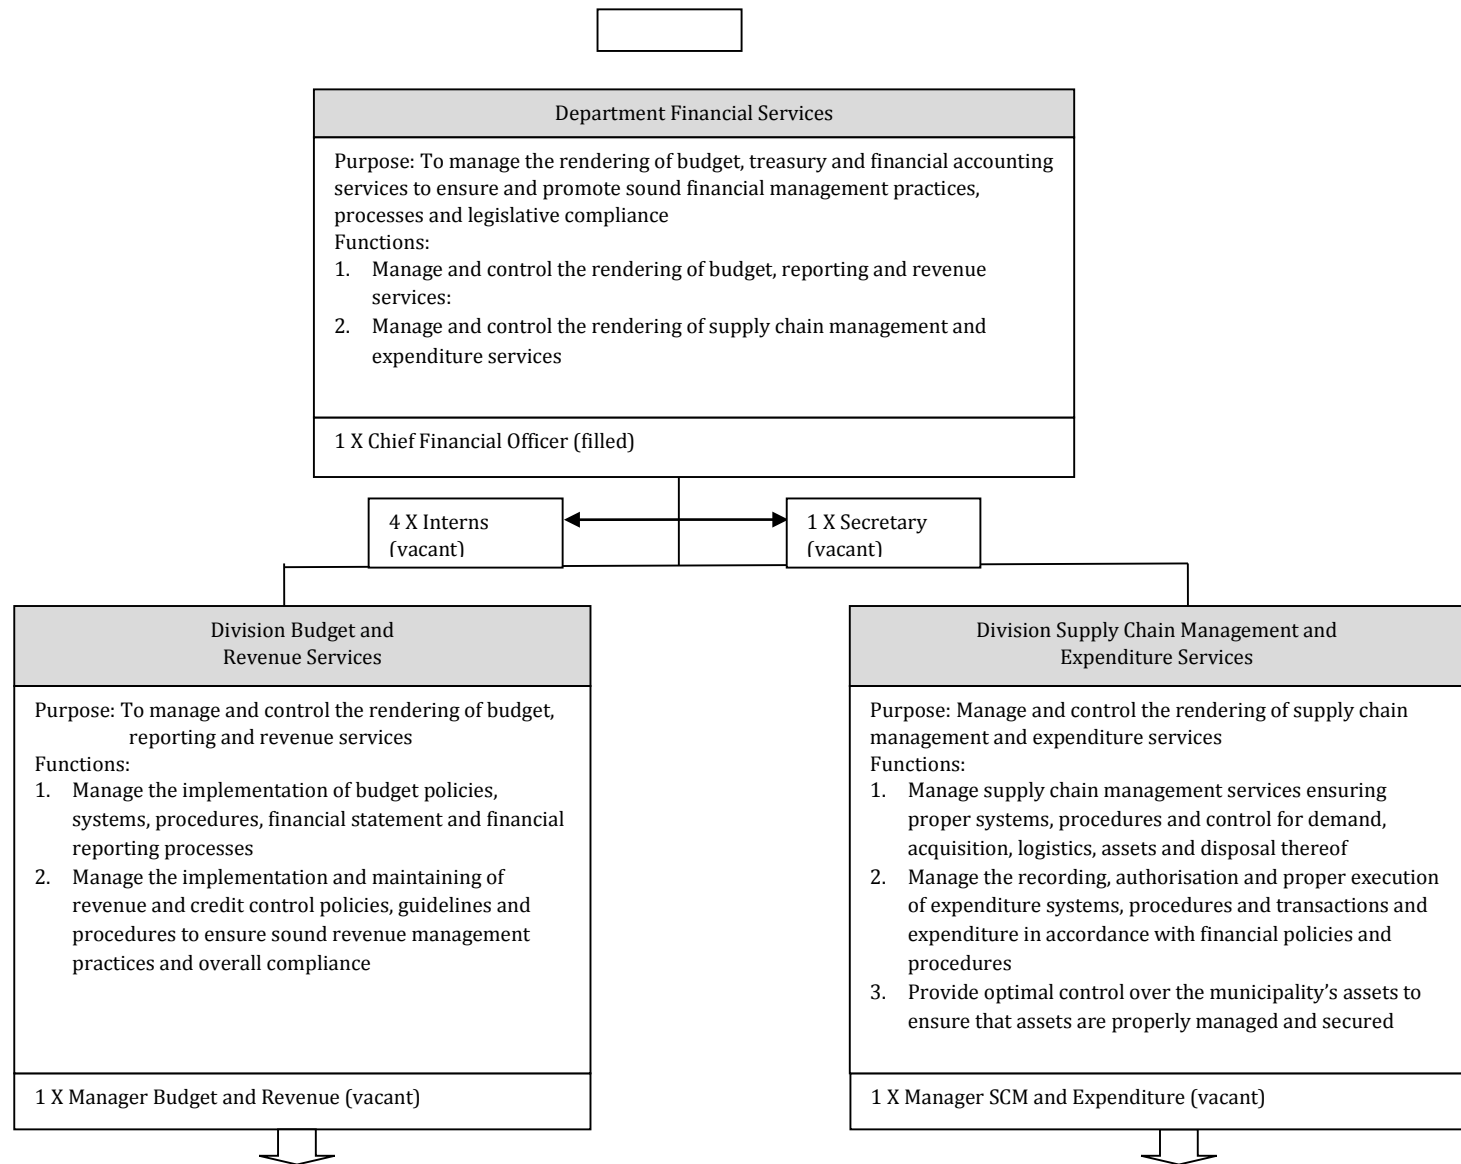 Department Financial Services
Purpose: To manage the rendering of budget, treasury and financial accounting
services to ensure and promote sound financial management practices,
processes and legislative compliance
Functions:
1. Manage and control the rendering of budget, reporting and revenue
services:
2. Manage and control the rendering of supply chain management and
expenditure services
1 X Chief Financial Officer (filled)
4 X Interns
(vacant)
1 X Secretary
(vacant)
Division Budget and
Revenue Services
Purpose: To manage and control the rendering of budget,
reporting and revenue services
Functions:
1. Manage the implementation of budget policies,
systems, procedures, financial statement and financial
reporting processes
2. Manage the implementation and maintaining of
revenue and credit control policies, guidelines and
procedures to ensure sound revenue management
practices and overall compliance
1 X Manager Budget and Revenue (vacant)
Division Supply Chain Management and
Expenditure Services
Purpose: Manage and control the rendering of supply chain
management and expenditure services
Functions:
1. Manage supply chain management services ensuring
proper systems, procedures and control for demand,
acquisition, logistics, assets and disposal thereof
2. Manage the recording, authorisation and proper execution
of expenditure systems, procedures and transactions and
expenditure in accordance with financial policies and
procedures
3. Provide optimal control over the municipality’s assets to
ensure that assets are properly managed and secured
1 X Manager SCM and Expenditure (vacant)